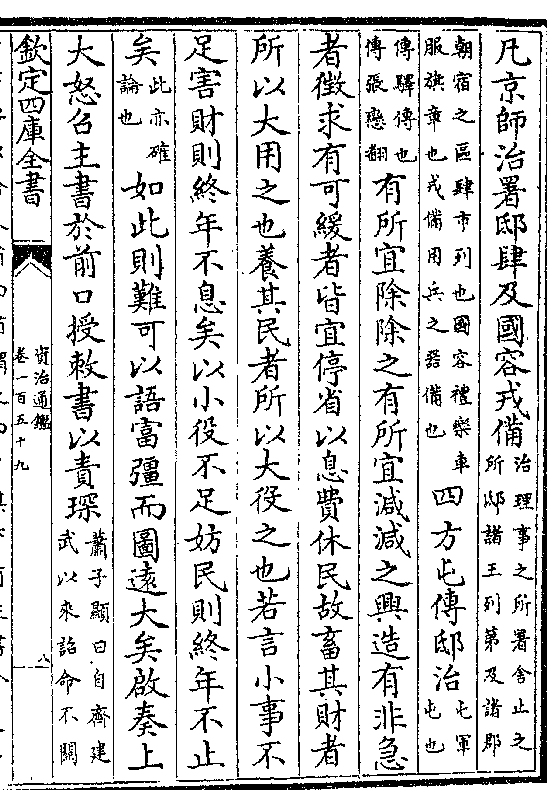 凡京師治署邸肆及國容戎備
治理事之所署舍止之
所邸諸王列第及諸郡
朝宿之區肆市列也國容禮樂車
服旗章也戎備用兵之器備也
四方屯傳邸治
屯軍
屯也
傳驛傳也
傳張戀翻
有所宜除除之有所宜減減之興造有非急
者徵求有可緩者皆宜停省以息費休民故畜其財者
所以大用之也養其民者所以大役之也若言小事不
足害財則終年不息矣以小役不足妨民則終年不止
矣
此亦確
論也
如此則難可以語富彊而圖遠大矣啟奏上
大怒召主書於前口授敕書以責琛
蕭子顯曰自齊建
武以來詔命不關
欽定四庫全書
資治通鑑
卷一百五十九
八